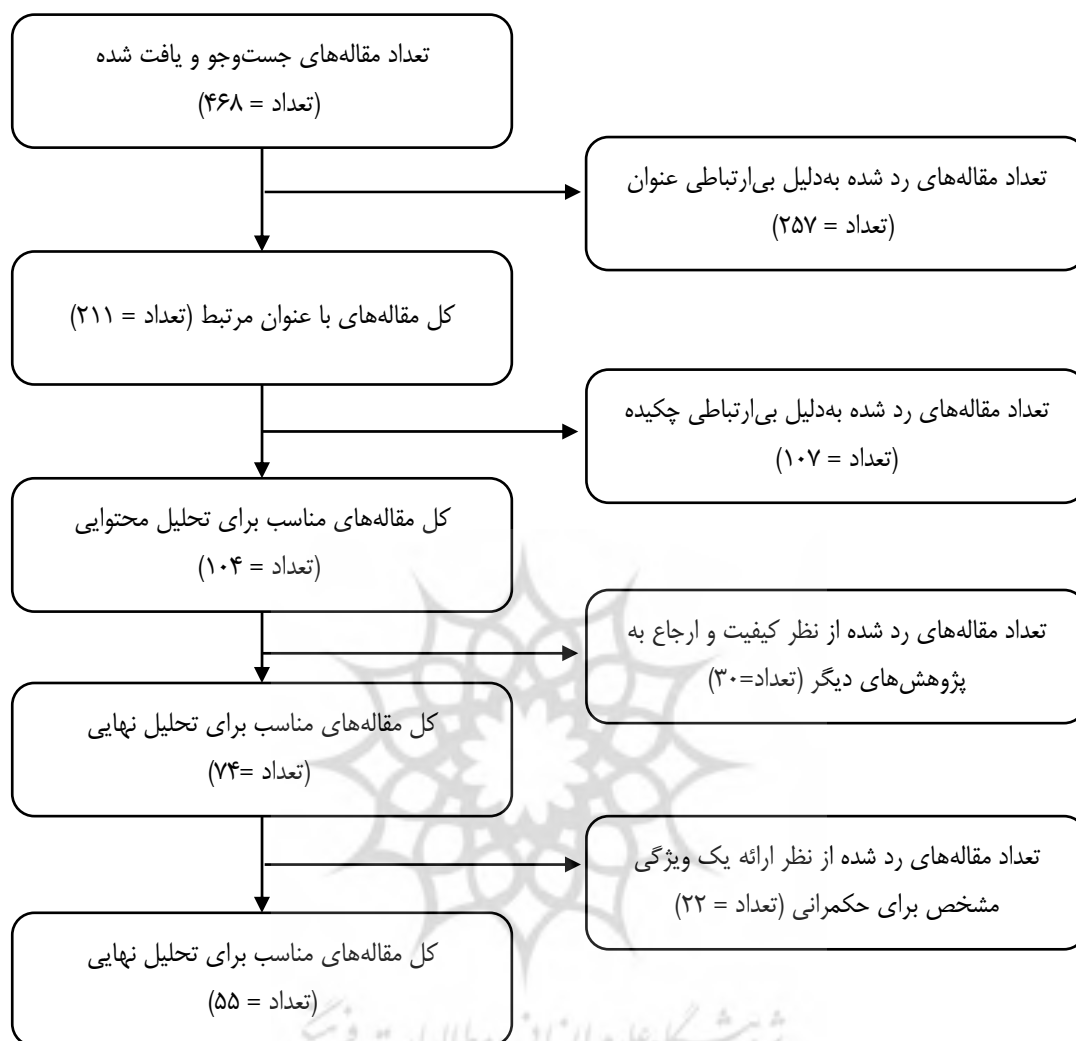 تعداد مقاله‌های جست‌وجو و یافت شده
(تعداد = ۴۶۸)
تعداد مقاله‌های رد شده به‌دلیل بی‌ارتباطی عنوان
(تعداد = ۲۵۷)
کل مقاله‌های با عنوان مرتبط (تعداد = ۲۱۱)
تعداد مقاله‌های رد شده به‌دلیل بی‌ارتباطی چکیده
(تعداد = ۱۰۷)
کل مقاله‌های مناسب برای تحلیل محتوایی
(تعداد = ۱۰۴)
تعداد مقاله‌های رد شده از نظر کیفیت و ارجاع به
پژوهش‌های دیگر (تعداد=۳۰)
کل مقاله‌های مناسب برای تحلیل نهایی
(تعداد =۷۴)
تعداد مقاله‌های رد شده از نظر ارائه یک ویژگی
مشخص برای حکمرانی (تعداد = ۲۲)
کل مقاله‌های مناسب برای تحلیل نهایی
(تعداد = ۵۵)